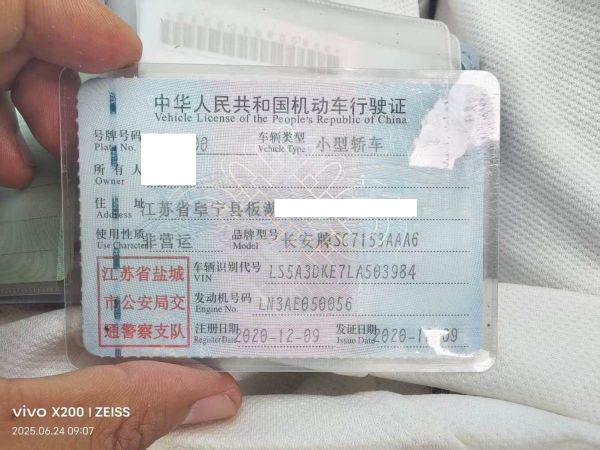 中华人民共和国机动车行驶证
Vehicle License of the People's Republic of China
号牌号码 00 车辆类型 小型轿车
Plate No. Vehicle Type
所有人
Owner
住址 江苏省阜宁县板湖
Address
使用性质 非营运 品牌型号 长安牌SC7153AAA6
Use Character Model
江苏省盐城市公安局交通警察支队
车辆识别代号 LS5A3DKE7LA503984
VIN
发动机号码 LN3AE050056
Engine No.
注册日期 2020-12-09 发证日期 2020-12-09
Register Date Issue Date
vivo X200 | ZEISS
2025.06.24 09:07